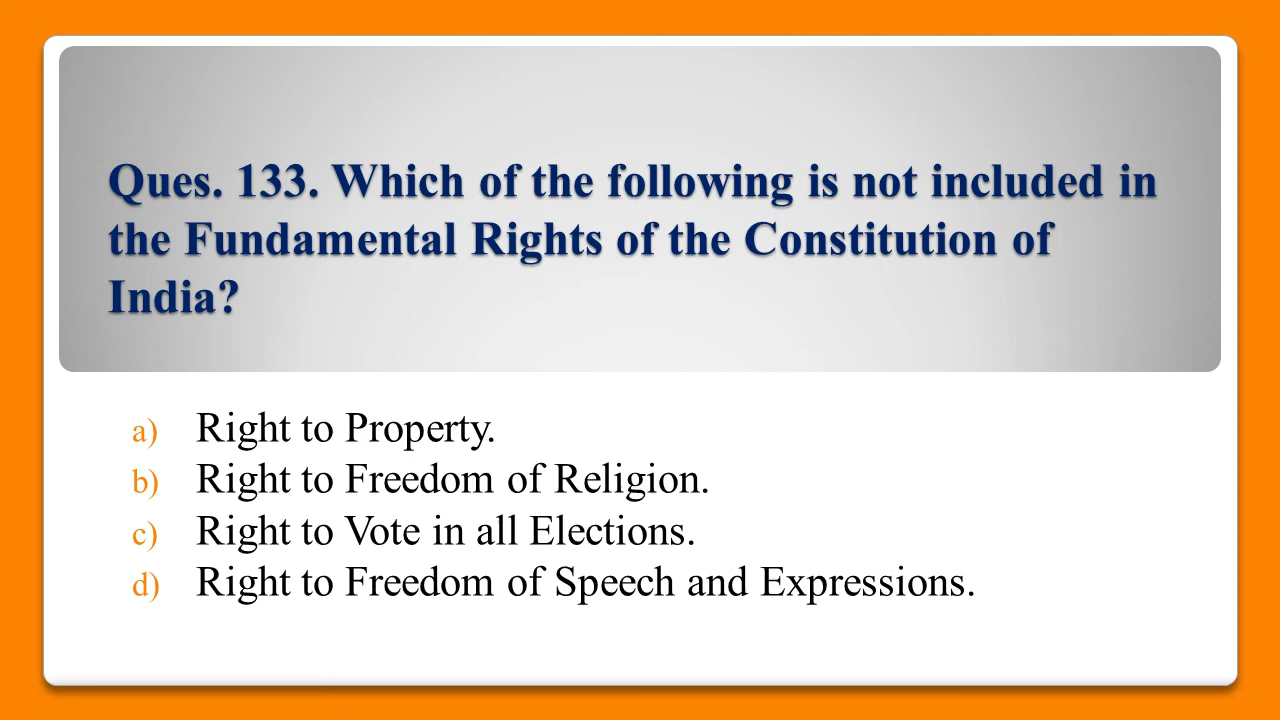 Ques. 133. Which of the following is not included in
the Fundamental Rights of the Constitution of
India?
a) Right to Property.
b) Right to Freedom of Religion.
c) Right to Vote in all Elections.
d) Right to Freedom of Speech and Expressions.